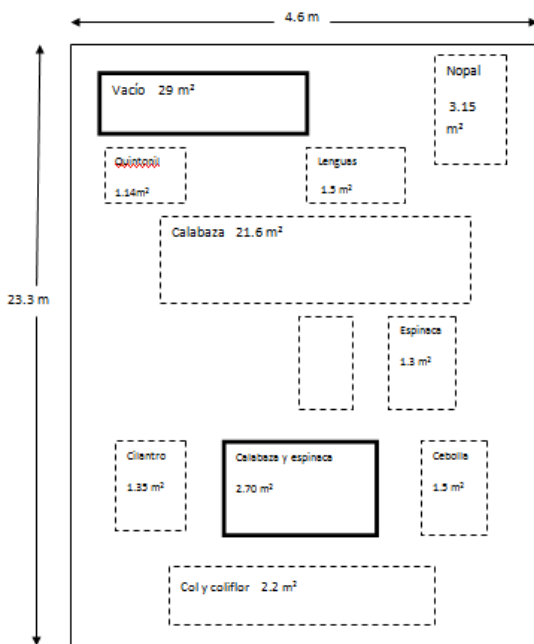 4.6 m
Vacío 29 m²
Nopal
3.15
m²
Quintonil
1.14m²
Lenguas
1.5 m²
Calabaza 21.6 m²
23.3 m
Espinaca
1.3 m²
Cilantro
1.35 m²
Calabaza y espinaca
2.70 m²
Cebolla
1.5 m²
Col y coliflor 2.2 m²